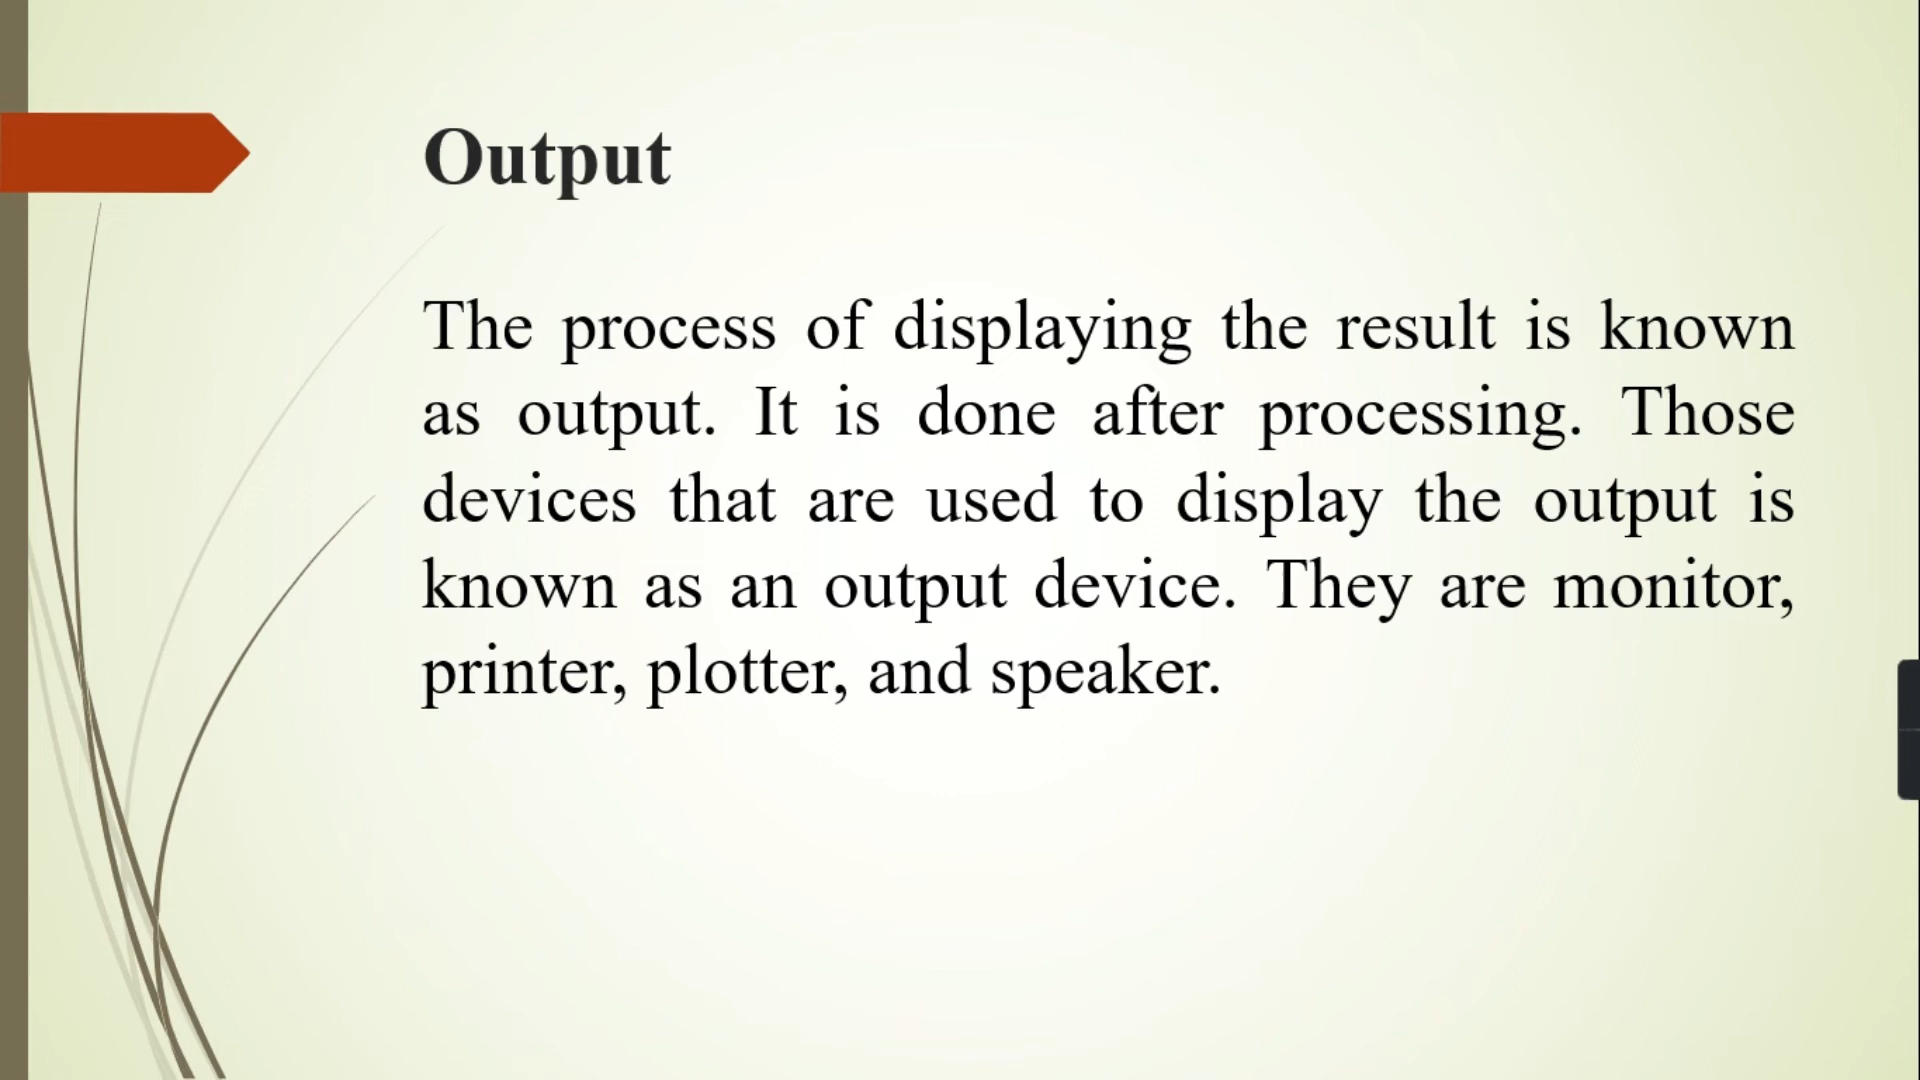 Output
The process of displaying the result is known
as output. It is done after processing. Those
devices that are used to display the output is
known as an output device. They are monitor,
printer, plotter, and speaker.